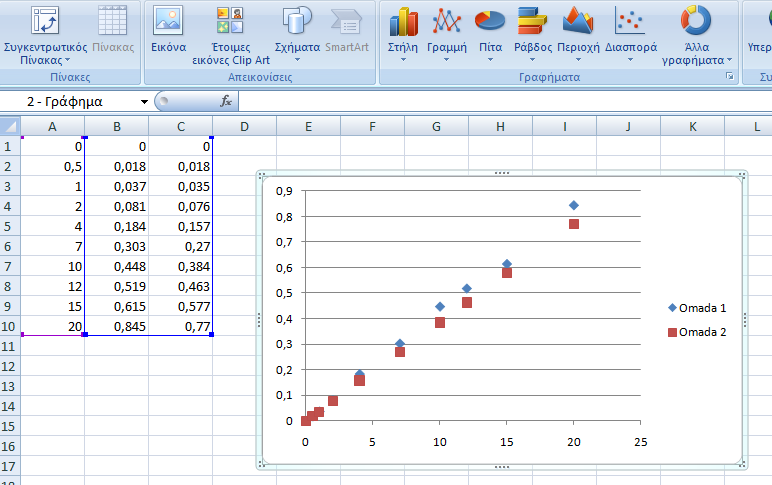 Συγκεντρωτικός Πίνακας
Πίνακας
Πίνακες
Εικόνα
Έτοιμες εικόνες Clip Art
Σχήματα
SmartArt
Απεικονίσεις
Στήλη
Γραμμή
Πίτα
Ράβδος
Περιοχή
Διασπορά
Άλλα γραφήματα
Γραφήματα
Υπερ
Συ
2 - Γράφημα
fx
A B C D E F G H I J K L
1 0 0 0
2 0,5 0,018 0,018
3 1 0,037 0,035
4 2 0,081 0,076
5 4 0,184 0,157
6 7 0,303 0,27
7 10 0,448 0,384
8 12 0,519 0,463
9 15 0,615 0,577
10 20 0,845 0,77
11
12
13
14
15
16
17
0,9
0,8
0,7
0,6
0,5
0,4
0,3
0,2
0,1
0
0 5 10 15 20 25
Omada 1
Omada 2